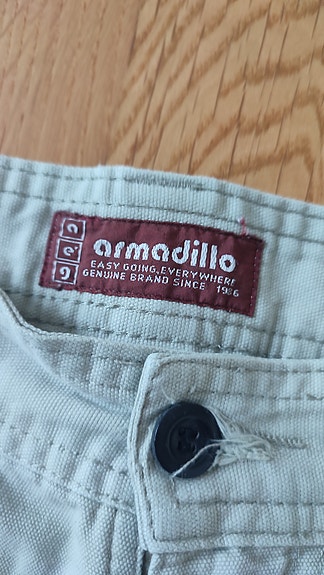 armadillo
EASY GOING, EVERYWHERE
GENUINE BRAND SINCE 1986